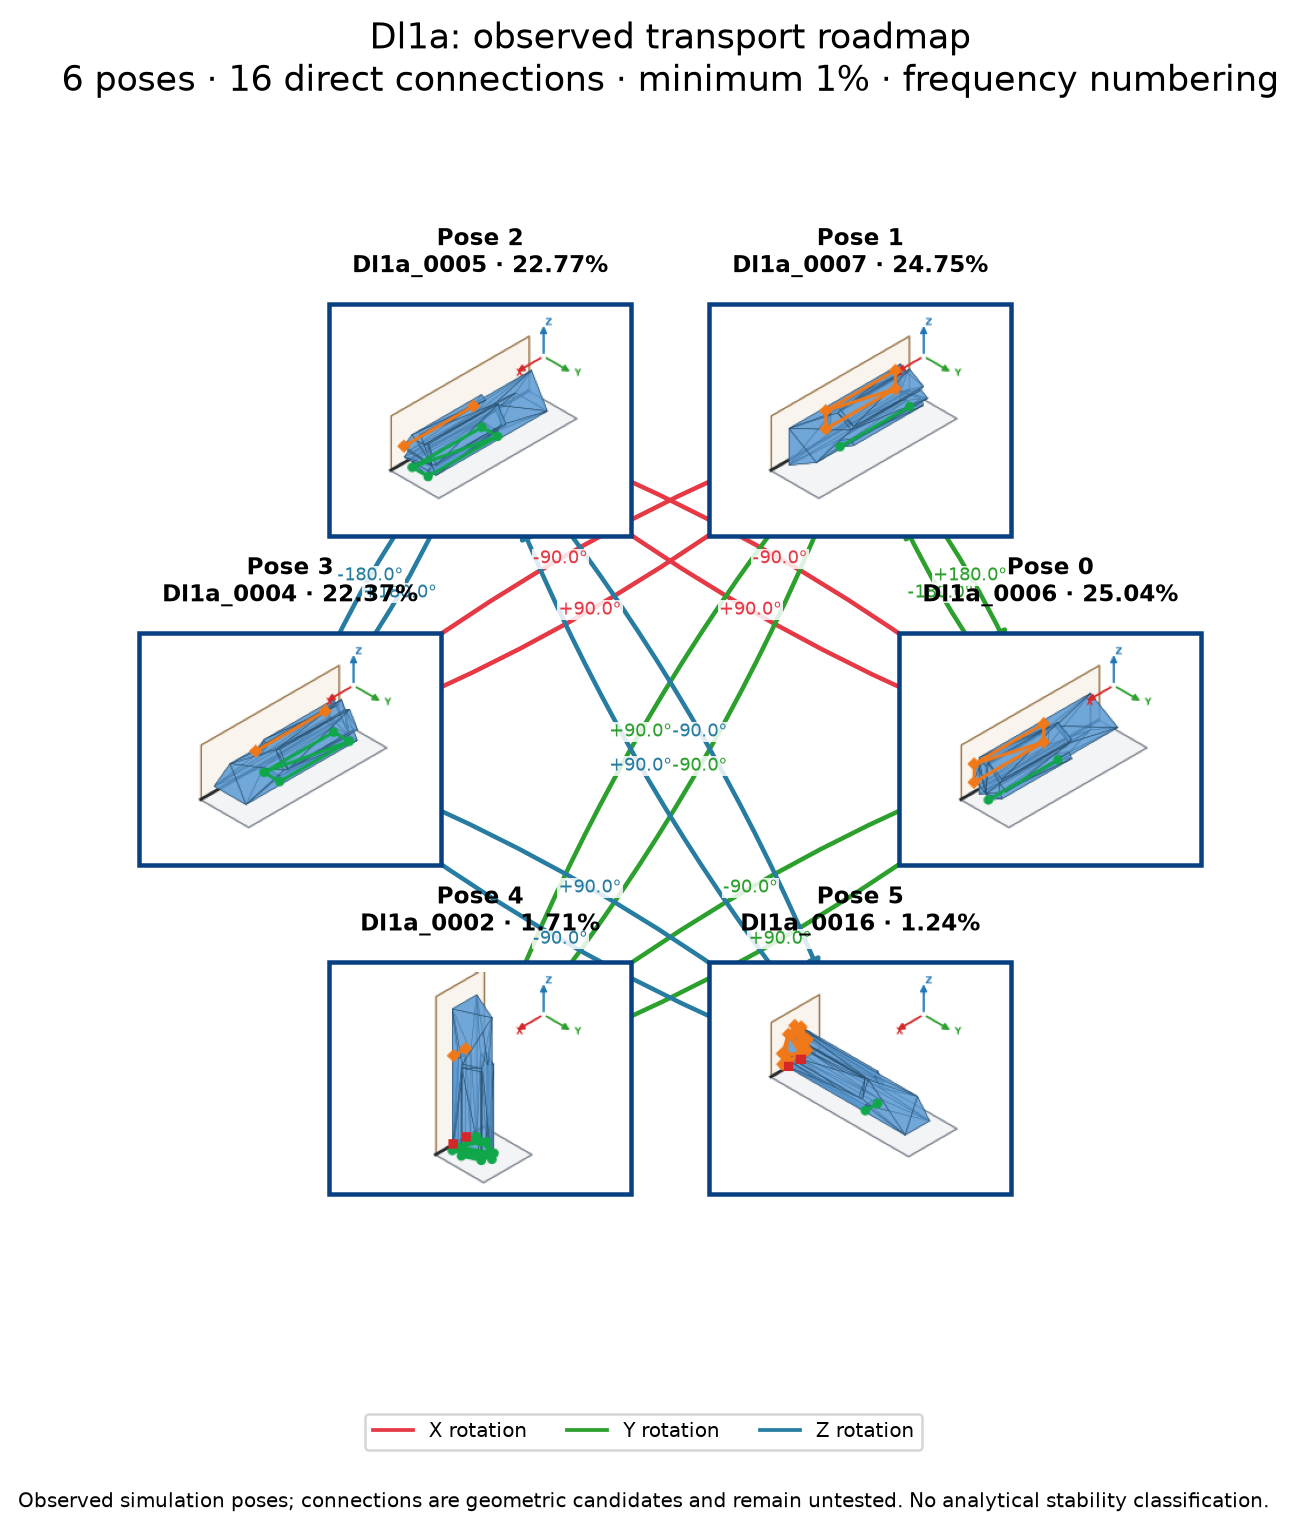 Dl1a: observed transport roadmap
6 poses · 16 direct connections · minimum 1% · frequency numbering
Pose 2
Dl1a_0005 · 22.77%
Pose 1
Dl1a_0007 · 24.75%
Z
X
Y
Z
X
Y
-90.0°
-90.0°
Pose 3
Dl1a_0004 · 22.37%
-180.0°
+180.0°
+180.0°
-180.0°
Pose 0
Dl1a_0006 · 25.04%
+90.0°
+90.0°
Z
X
Y
Z
X
Y
+90.0°
-90.0°
+90.0°
-90.0°
+90.0°
-90.0°
Pose 4
Dl1a_0002 · 1.71%
Pose 5
Dl1a_0016 · 1.24%
-90.0°
+90.0°
Z
X
Y
Z
X
Y
X rotation
Y rotation
Z rotation
Observed simulation poses; connections are geometric candidates and remain untested. No analytical stability classification.